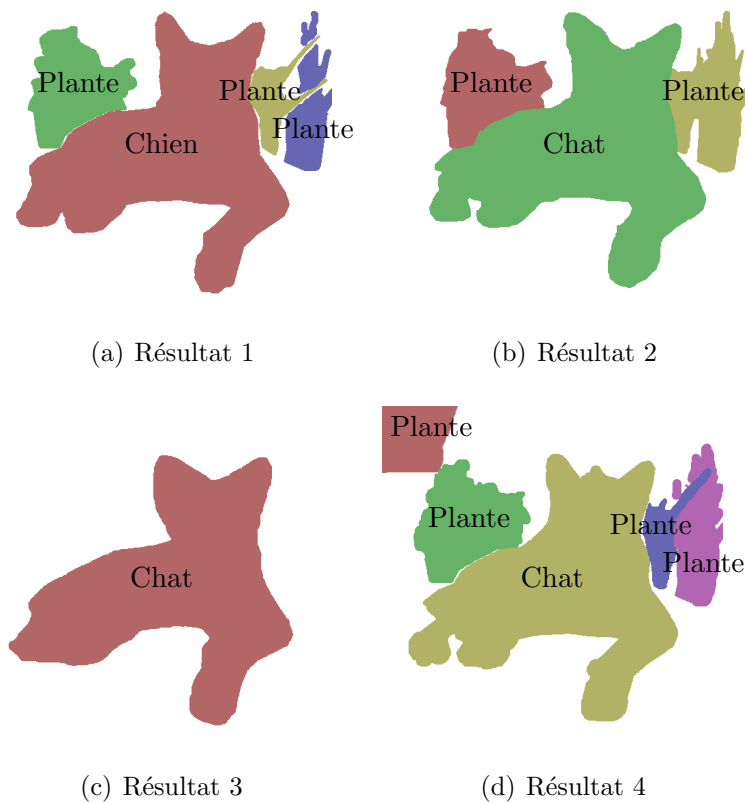 Plante
Plante
Plante
Chien
(a) Résultat 1
Plante
Plante
Chat
(b) Résultat 2
Chat
(c) Résultat 3
Plante
Plante
Plante
Plante
Chat
(d) Résultat 4